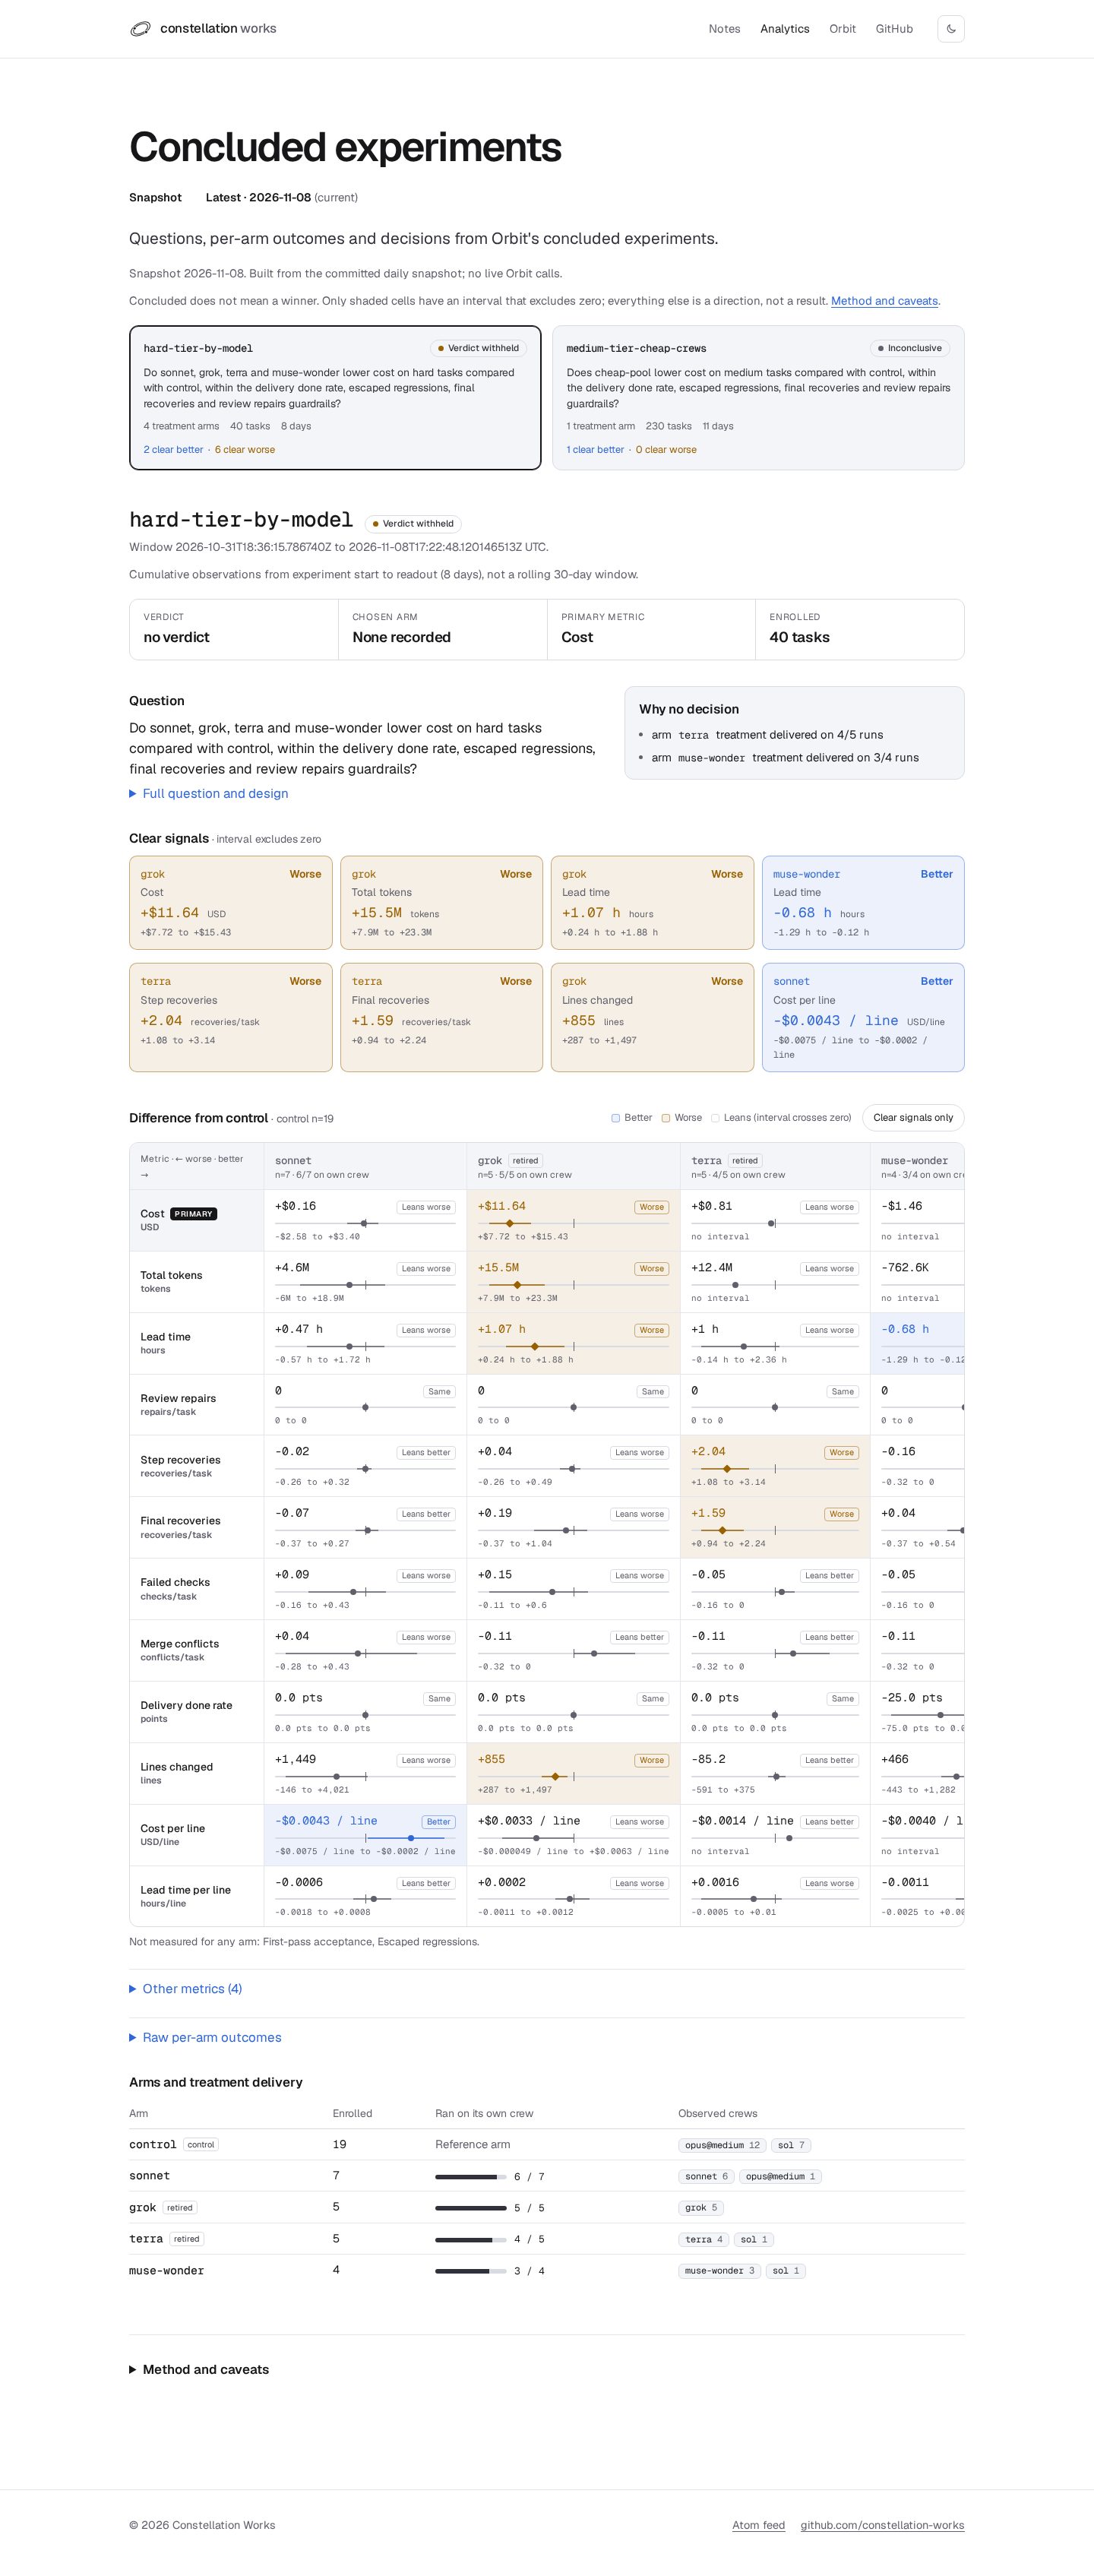 constellation works
Notes Analytics Orbit GitHub
Concluded experiments
Snapshot Latest · 2026-11-08 (current)
Questions, per-arm outcomes and decisions from Orbit's concluded experiments.
Snapshot 2026-11-08. Built from the committed daily snapshot; no live Orbit calls.
Concluded does not mean a winner. Only shaded cells have an interval that excludes zero; everything else is a direction, not a result. Method and caveats.
hard-tier-by-model Verdict withheld
Do sonnet, grok, terra and muse-wonder lower cost on hard tasks compared
with control, within the delivery done rate, escaped regressions, final
recoveries and review repairs guardrails?
4 treatment arms 40 tasks 8 days
2 clear better · 6 clear worse
medium-tier-cheap-crews Inconclusive
Does cheap-pool lower cost on medium tasks compared with control, within
the delivery done rate, escaped regressions, final recoveries and review repairs
guardrails?
1 treatment arm 230 tasks 11 days
1 clear better · 0 clear worse
hard-tier-by-model Verdict withheld
Window 2026-10-31T18:36:15.786740Z to 2026-11-08T17:22:48.120146513Z UTC.
Cumulative observations from experiment start to readout (8 days), not a rolling 30-day window.
VERDICT CHOSEN ARM PRIMARY METRIC ENROLLED
no verdict None recorded Cost 40 tasks
Question
Do sonnet, grok, terra and muse-wonder lower cost on hard tasks
compared with control, within the delivery done rate, escaped regressions,
final recoveries and review repairs guardrails?
▶ Full question and design
Why no decision
• arm terra treatment delivered on 4/5 runs
• arm muse-wonder treatment delivered on 3/4 runs
Clear signals · interval excludes zero
grok Worse
Cost
+$11.64 USD
+$7.72 to +$15.43
grok Worse
Total tokens
+15.5M tokens
+7.9M to +23.3M
grok Worse
Lead time
+1.07 h hours
+0.24 h to +1.88 h
muse-wonder Better
Lead time
-0.68 h hours
-1.29 h to -0.12 h
terra Worse
Step recoveries
+2.04 recoveries/task
+1.08 to +3.14
terra Worse
Final recoveries
+1.59 recoveries/task
+0.94 to +2.24
grok Worse
Lines changed
+855 lines
+287 to +1,497
sonnet Better
Cost per line
-$0.0043 / line USD/line
-$0.0075 / line to -$0.0002 /
line
Difference from control · control n=19
Better Worse Leans (interval crosses zero) Clear signals only
Metric · ← worse · better
→
sonnet
n=7 · 6/7 on own crew
grok retired
n=5 · 5/5 on own crew
terra retired
n=5 · 4/5 on own crew
muse-wonder
n=4 · 3/4 on own cre
Cost PRIMARY
USD
+$0.16 Leans worse
-$2.58 to +$3.40
+$11.64 Worse
+$7.72 to +$15.43
+$0.81 Leans worse
no interval
-$1.46
no interval
Total tokens
tokens
+4.6M Leans worse
-6M to +18.9M
+15.5M Worse
+7.9M to +23.3M
+12.4M Leans worse
no interval
-762.6K
no interval
Lead time
hours
+0.47 h Leans worse
-0.57 h to +1.72 h
+1.07 h Worse
+0.24 h to +1.88 h
+1 h Leans worse
-0.14 h to +2.36 h
-0.68 h
-1.29 h to -0.12
Review repairs
repairs/task
0 Same
0 to 0
0 Same
0 to 0
0 Same
0 to 0
0
0 to 0
Step recoveries
recoveries/task
-0.02 Leans better
-0.26 to +0.32
+0.04 Leans worse
-0.26 to +0.49
+2.04 Worse
+1.08 to +3.14
-0.16
-0.32 to 0
Final recoveries
recoveries/task
-0.07 Leans better
-0.37 to +0.27
+0.19 Leans worse
-0.37 to +1.04
+1.59 Worse
+0.94 to +2.24
+0.04
-0.37 to +0.54
Failed checks
checks/task
+0.09 Leans worse
-0.16 to +0.43
+0.15 Leans worse
-0.11 to +0.6
-0.05 Leans better
-0.16 to 0
-0.05
-0.16 to 0
Merge conflicts
conflicts/task
+0.04 Leans worse
-0.28 to +0.43
-0.11 Leans better
-0.32 to 0
-0.11 Leans better
-0.32 to 0
-0.11
-0.32 to 0
Delivery done rate
points
0.0 pts Same
0.0 pts to 0.0 pts
0.0 pts Same
0.0 pts to 0.0 pts
0.0 pts Same
0.0 pts to 0.0 pts
-25.0 pts
-75.0 pts to 0.0
Lines changed
lines
+1,449 Leans worse
-146 to +4,021
+855 Worse
+287 to +1,497
-85.2 Leans better
-591 to +375
+466
-443 to +1,282
Cost per line
USD/line
-$0.0043 / line Better
-$0.0075 / line to -$0.0002 / line
+$0.0033 / line Leans worse
-$0.000049 / line to +$0.0063 / line
-$0.0014 / line Leans better
no interval
-$0.0040 / l
no interval
Lead time per line
hours/line
-0.0006 Leans better
-0.0018 to +0.0008
+0.0002 Leans worse
-0.0011 to +0.0012
+0.0016 Leans worse
-0.0005 to +0.01
-0.0011
-0.0025 to +0.00
Not measured for any arm: First-pass acceptance, Escaped regressions.
▶ Other metrics (4)
▶ Raw per-arm outcomes
Arms and treatment delivery
Arm Enrolled Ran on its own crew Observed crews
control control 19 Reference arm opus@medium 12 sol 7
sonnet 7 6 / 7 sonnet 6 opus@medium 1
grok retired 5 5 / 5 grok 5
terra retired 5 4 / 5 terra 4 sol 1
muse-wonder 4 3 / 4 muse-wonder 3 sol 1
▶ Method and caveats
© 2026 Constellation Works
Atom feed github.com/constellation-works